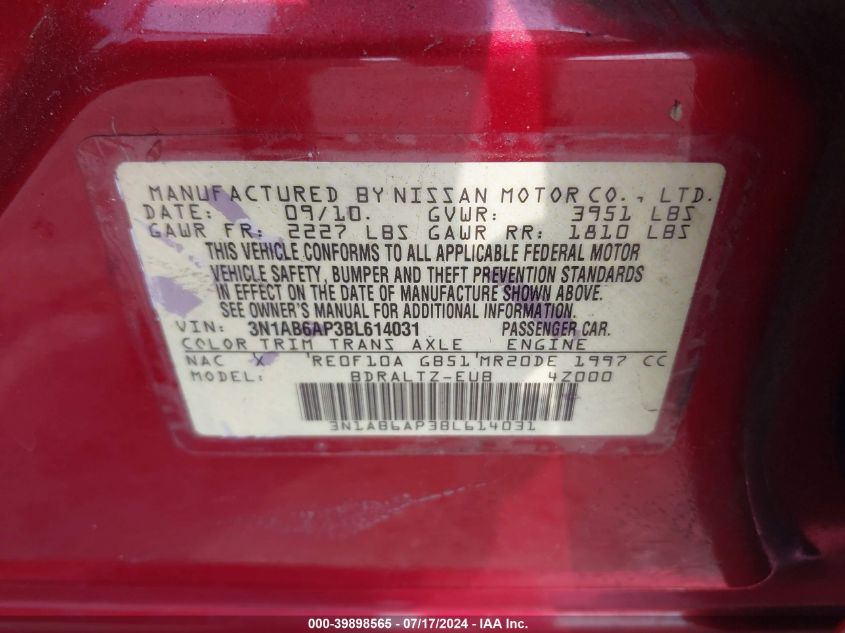 MANUFACTURED BY NISSAN MOTOR CO., LTD.
DATE: 09/10. GVWR: 3951 LBS
GAWR FR: 2227 LBS GAWR RR: 1810 LBS
THIS VEHICLE CONFORMS TO ALL APPLICABLE FEDERAL MOTOR
VEHICLE SAFETY, BUMPER AND THEFT PREVENTION STANDARDS
IN EFFECT ON THE DATE OF MANUFACTURE SHOWN ABOVE.
SEE OWNER'S MANUAL FOR ADDITIONAL INFORMATION.
VIN: 3N1AB6AP3BL614031 PASSENGER CAR.
COLOR TRIM TRANS AXLE ENGINE
NAC X RE0F10A GB51 MR20DE 1997 CC
MODEL: BDRALTZ-EUB 4Z000
3N1AB6AP3BL614031
000-39898565 - 07/17/2024 - IAA Inc.